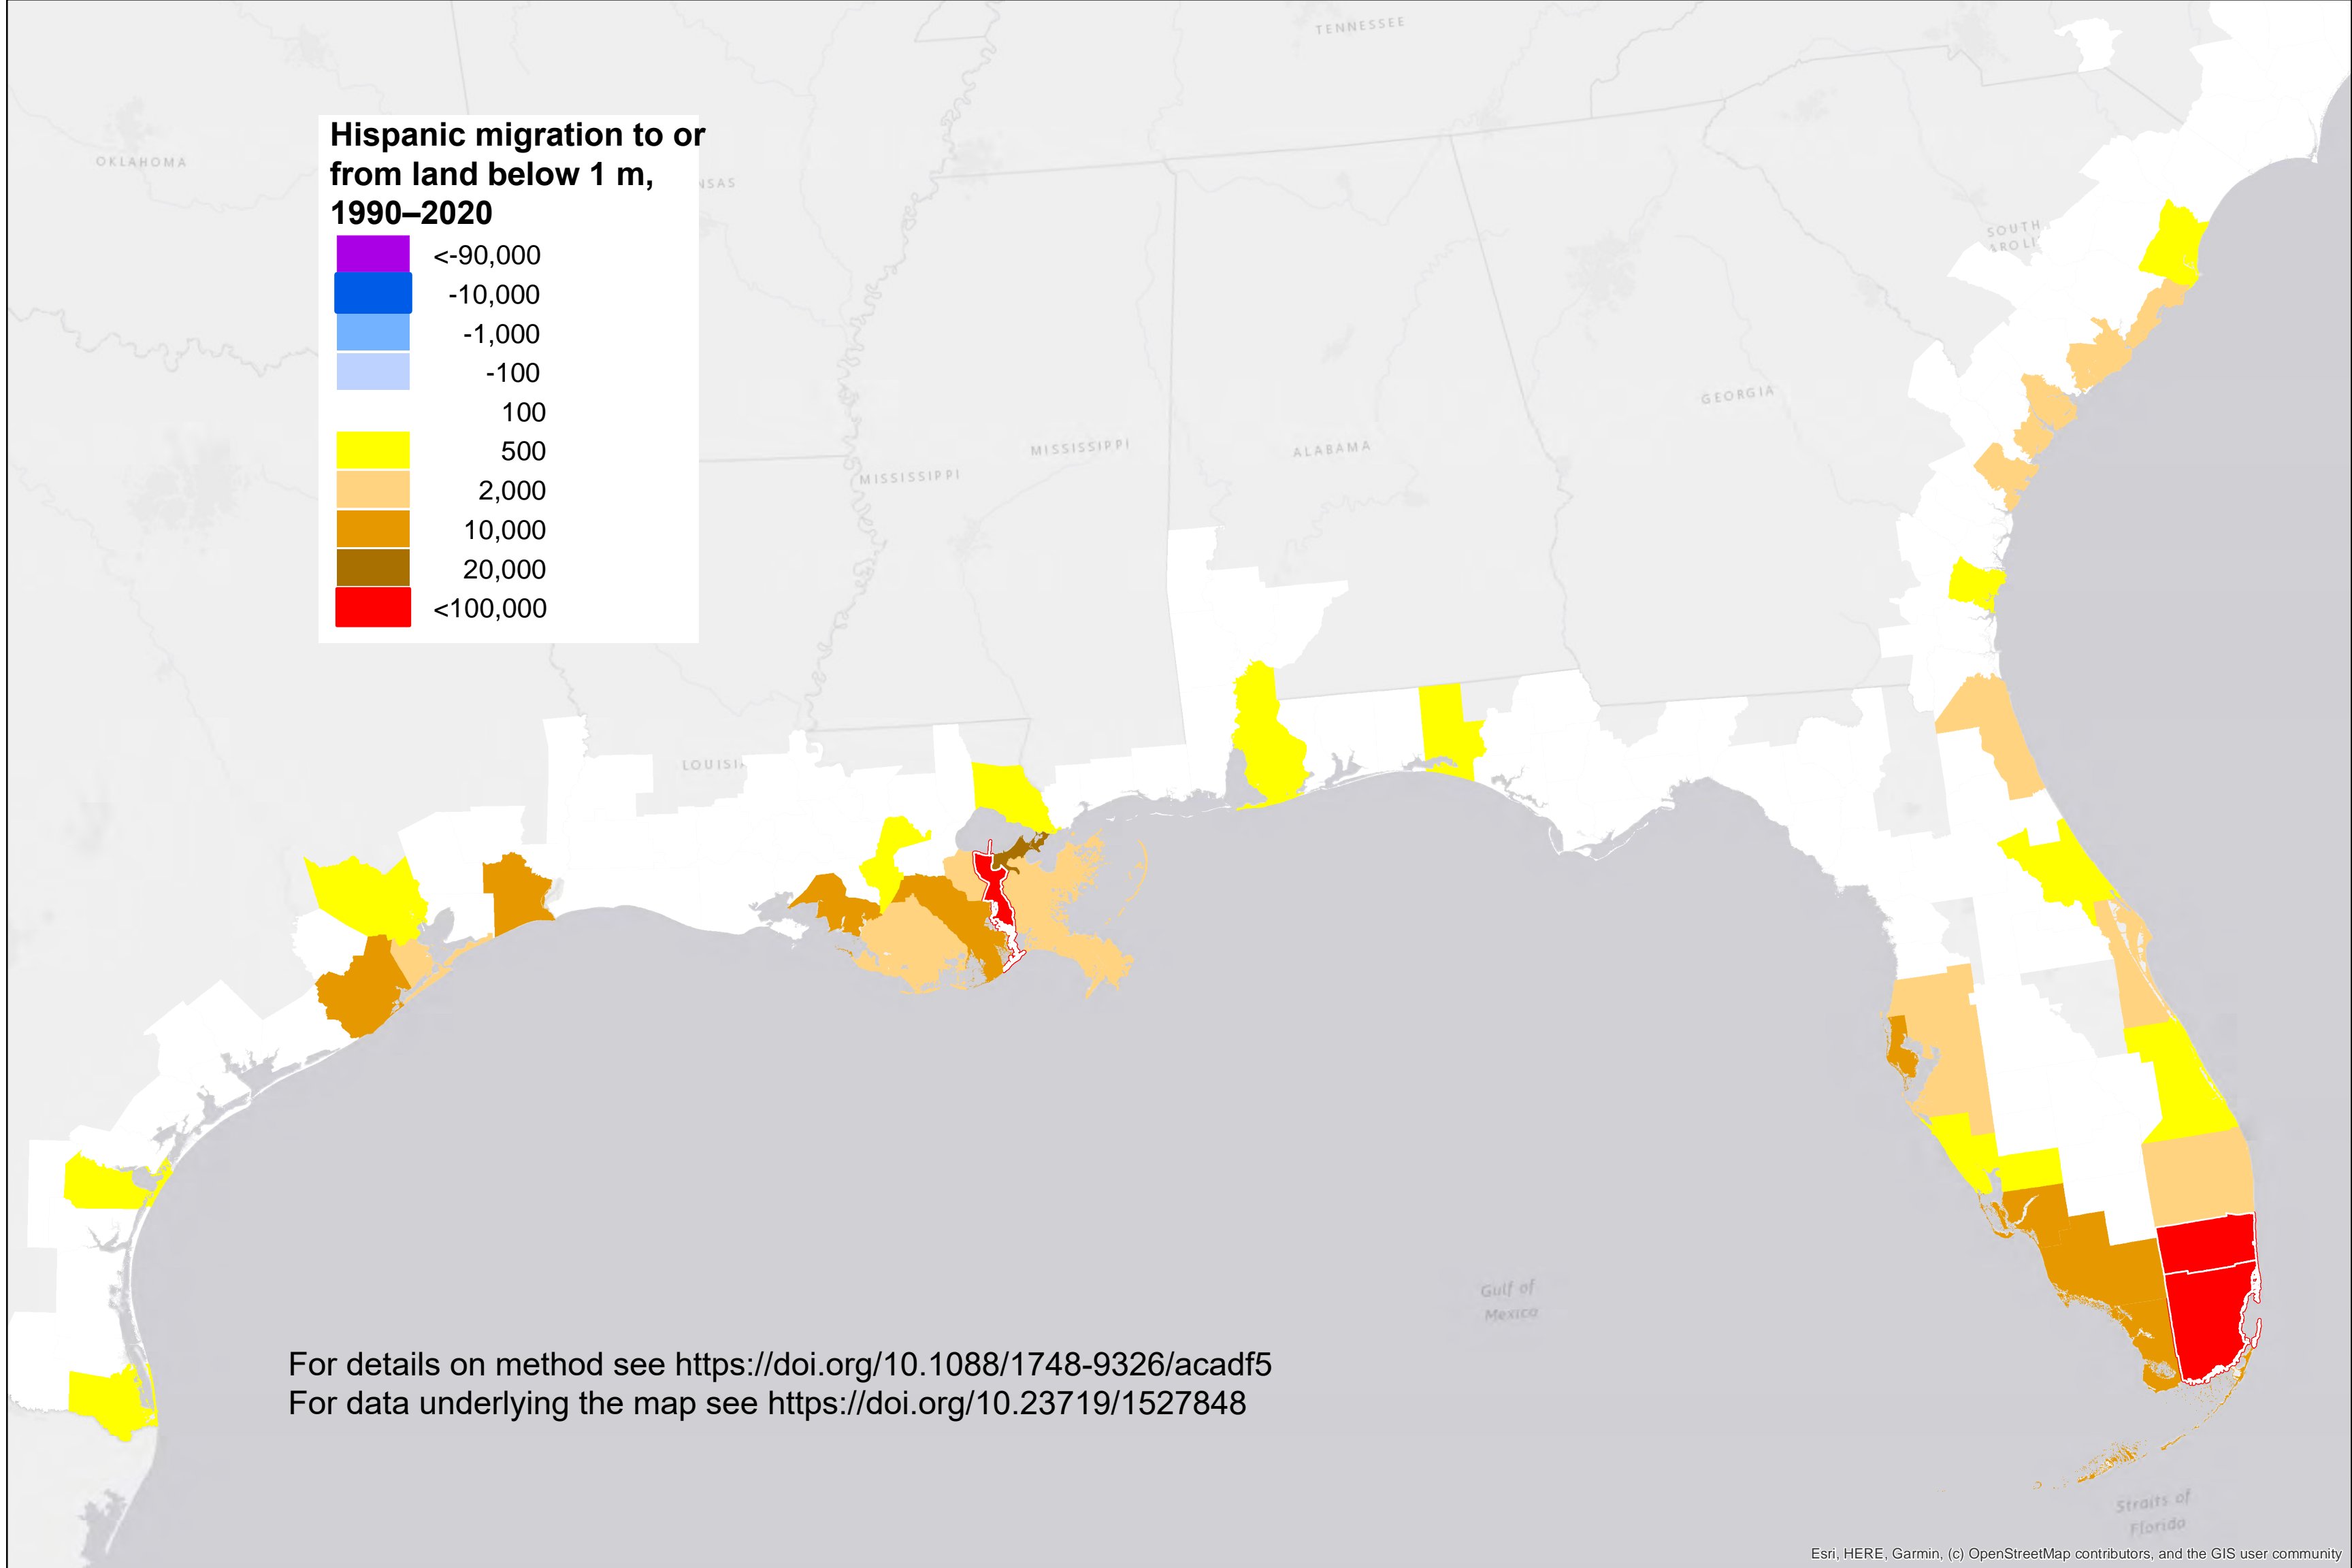 TENNESSEE
OKLAHOMA
Hispanic migration to or
from land below 1 m,
1990–2020
NSAS
<-90,000
-10,000
-1,000
-100
100
500
2,000
10,000
20,000
<100,000
SOUTH
AROLI
GEORGIA
MISSISSIPPI
ALABAMA
MISSISSIPPI
LOUISI
Gulf of
Mexico
For details on method see https://doi.org/10.1088/1748-9326/acadf5
For data underlying the map see https://doi.org/10.23719/1527848
Straits of
Florida
Esri, HERE, Garmin, (c) OpenStreetMap contributors, and the GIS user community